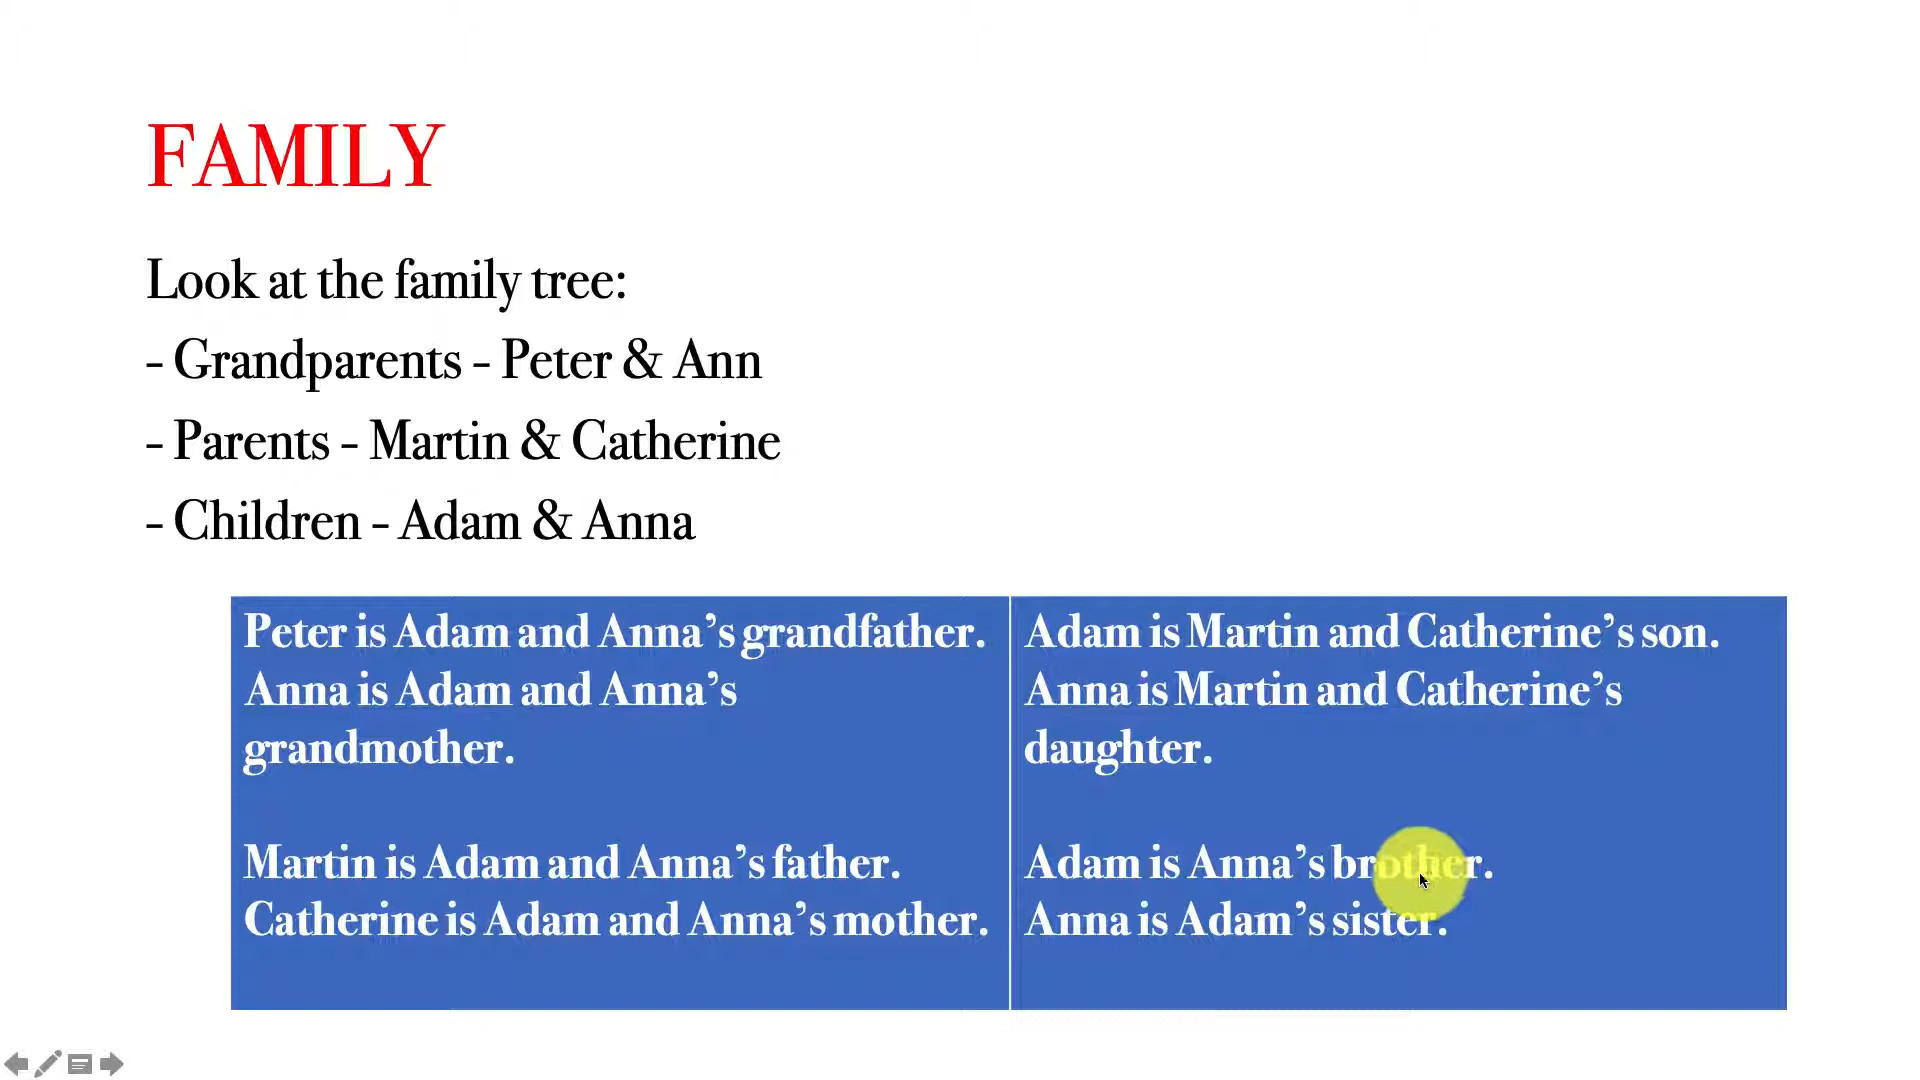 FAMILY
Look at the family tree:
- Grandparents - Peter & Ann
- Parents - Martin & Catherine
- Children - Adam & Anna
Peter is Adam and Anna’s grandfather.
Anna is Adam and Anna’s
grandmother.
Martin is Adam and Anna’s father.
Catherine is Adam and Anna’s mother.
Adam is Martin and Catherine’s son.
Anna is Martin and Catherine’s
daughter.
Adam is Anna’s brother.
Anna is Adam’s sister.